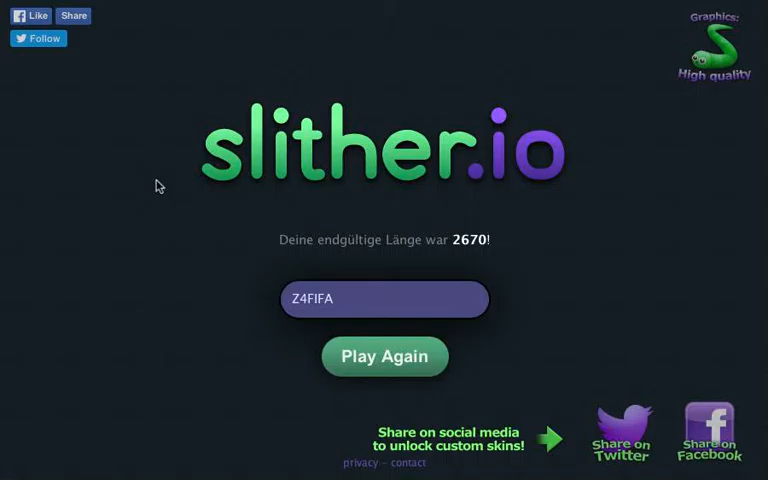 Like Share
Follow
Graphics:
High quality
slither.io
Deine endgültige Länge war 2670!
Z4FIFA
Play Again
Share on social media
to unlock custom skins!
Share on
Twitter
Share on
Facebook
privacy - contact